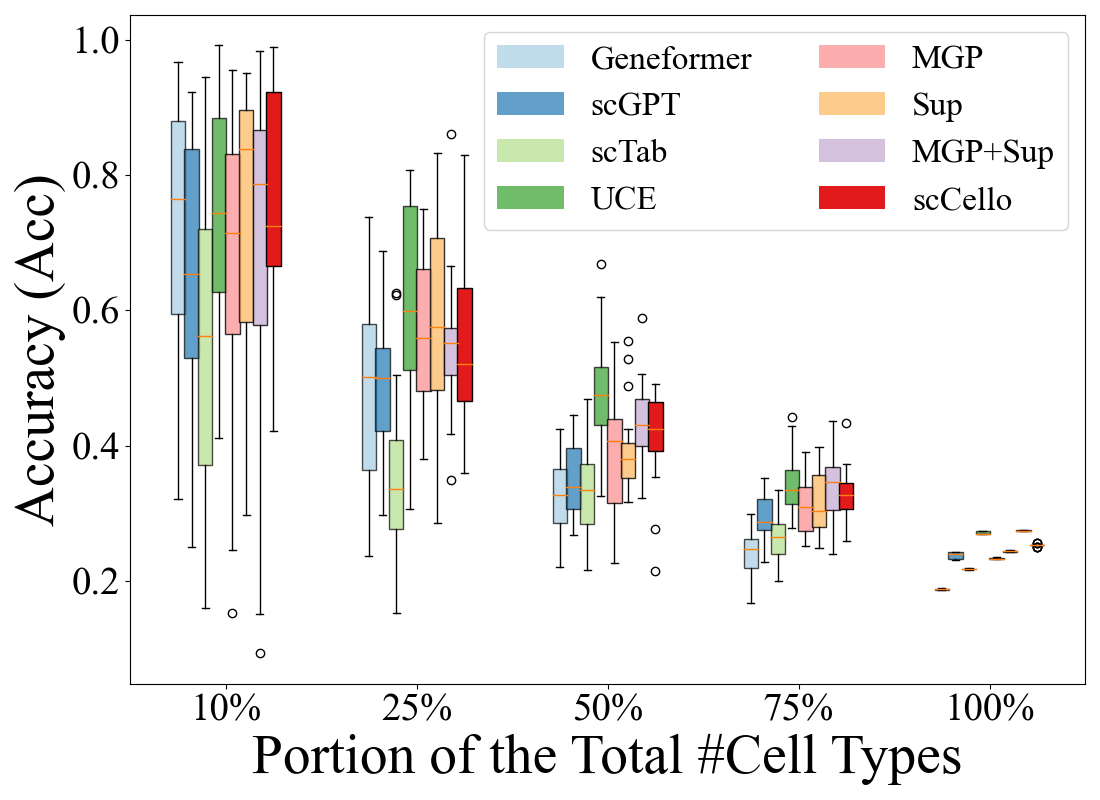 1.0
0.8
0.6
0.4
0.2
Accuracy (Acc)
Geneformer
scGPT
scTab
UCE
MGP
Sup
MGP+Sup
scCello
10% 25% 50% 75% 100%
Portion of the Total #Cell Types